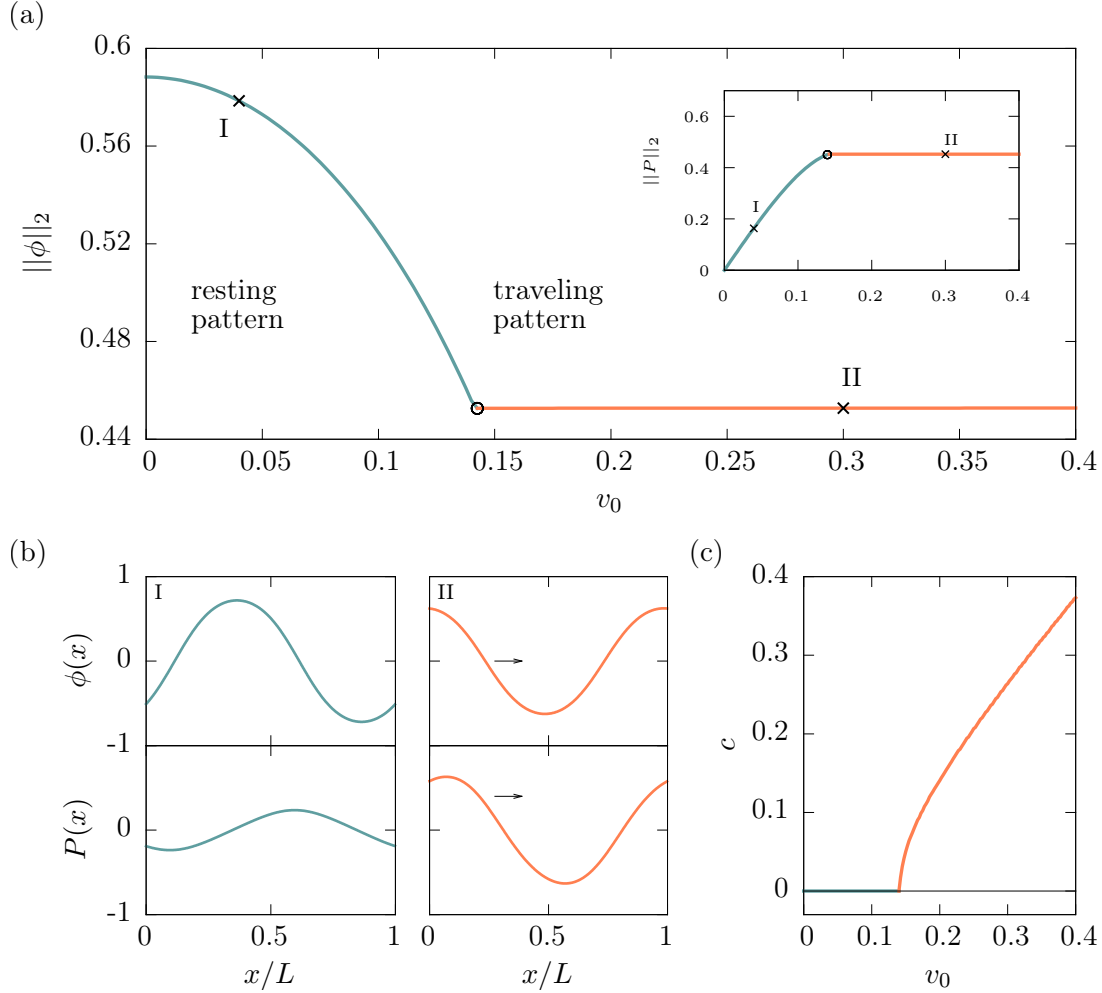 (a)
0.6
0.56
0.52
0.48
0.44
||ϕ||₂
I
resting
pattern
traveling
pattern
II
0
0.05
0.1
0.15
0.2
0.25
0.3
0.35
0.4
v₀
||P||₂
0.6
0.4
0.2
0
I
II
0
0.1
0.2
0.3
0.4
(b)
I
II
1
0
-1
ϕ(x)
1
0
-1
P(x)
0
0.5
1
x/L
0
0.5
1
x/L
(c)
0.4
0.3
0.2
0.1
0
c
0
0.1
0.2
0.3
0.4
v₀